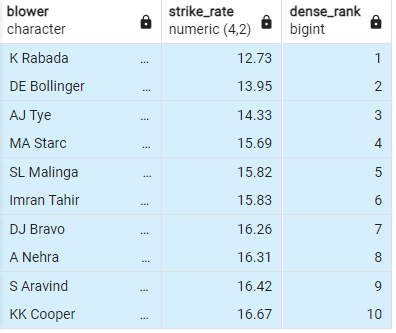 blower strike_rate dense_rank
character numeric (4,2) bigint
K Rabada ... 12.73 1
DE Bollinger ... 13.95 2
AJ Tye ... 14.33 3
MA Starc ... 15.69 4
SL Malinga ... 15.82 5
Imran Tahir ... 15.83 6
DJ Bravo ... 16.26 7
A Nehra ... 16.31 8
S Aravind ... 16.42 9
KK Cooper ... 16.67 10